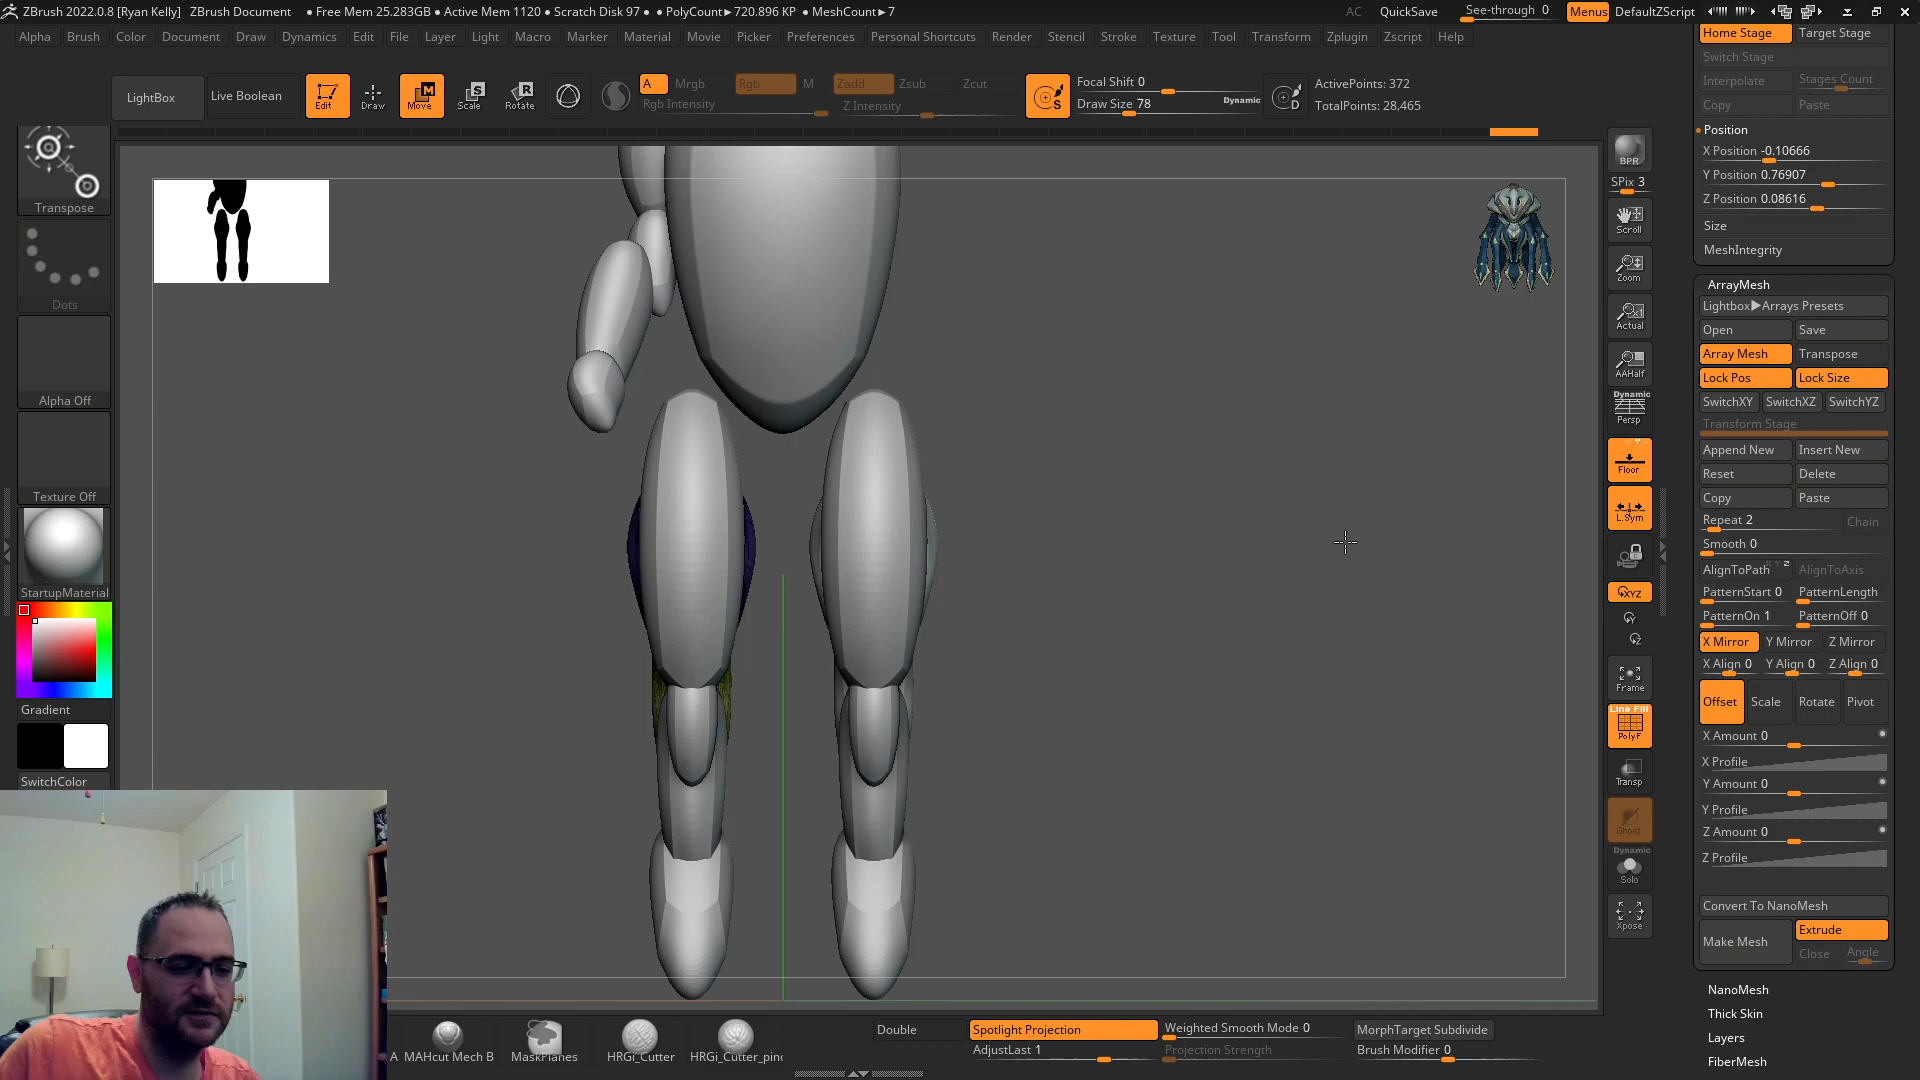 ZBrush 2022.0.8 [Ryan Kelly] ZBrush Document ● Free Mem 25.283GB ● Active Mem 1120 ● Scratch Disk 97 ● ● PolyCount►720.896 KP ● MeshCount►7 AC QuickSave See-through 0 Menus DefaultZScript
Alpha Brush Color Document Draw Dynamics Edit File Layer Light Macro Marker Material Movie Picker Preferences Personal Shortcuts Render Stencil Stroke Texture Tool Transform Zplugin Zscript Help
LightBox Live Boolean Edit Draw Move Scale Rotate
A Mrgb Rgb M Zadd Zsub Zcut
Rgb Intensity Z Intensity
Focal Shift 0
Draw Size 78 Dynamic
S D
ActivePoints: 372
TotalPoints: 28,465
Transpose
Dots
Alpha Off
Texture Off
StartupMaterial
Gradient
SwitchColor
BPR
SPix 3
Scroll
Zoom
Actual
AAHalf
Dynamic
Persp
Floor
L.Sym
XYZ
Frame
Line Fill
PolyF
Transp
Ghost
Dynamic
Solo
Xpose
Home Stage Target Stage
Switch Stage
Interpolate Stages Count
Copy Paste
Position
X Position -0.10666
Y Position 0.76907
Z Position 0.08616
Size
MeshIntegrity
ArrayMesh
Lightbox►Arrays Presets
Open Save
Array Mesh Transpose
Lock Pos Lock Size
SwitchXY SwitchXZ SwitchYZ
Transform Stage
Append New Insert New
Reset Delete
Copy Paste
Repeat 2 Chain
Smooth 0
AlignToPath AlignToAxis
PatternStart 0 PatternLength
PatternOn 1 PatternOff 0
X Mirror Y Mirror Z Mirror
X Align 0 Y Align 0 Z Align 0
Offset Scale Rotate Pivot
X Amount 0
X Profile
Y Amount 0
Y Profile
Z Amount 0
Z Profile
Convert To NanoMesh
Make Mesh Extrude
Close Angle
NanoMesh
Thick Skin
Layers
FiberMesh
A MAHcut Mech B MaskPlanes HRGi_Cutter HRGi_Cutter_pinc
Double Spotlight Projection Weighted Smooth Mode 0 MorphTarget Subdivide
AdjustLast 1 Projection Strength Brush Modifier 0